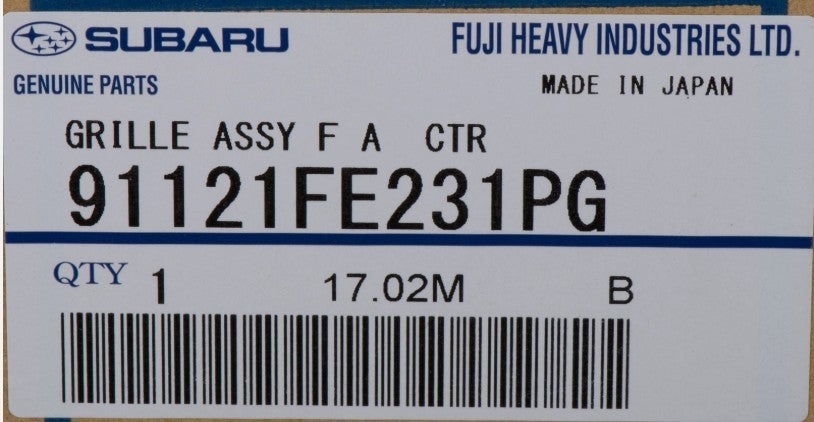 SUBARU FUJI HEAVY INDUSTRIES LTD.
GENUINE PARTS MADE IN JAPAN
GRILLE ASSY F A CTR
91121FE231PG
QTY 1 17.02M B